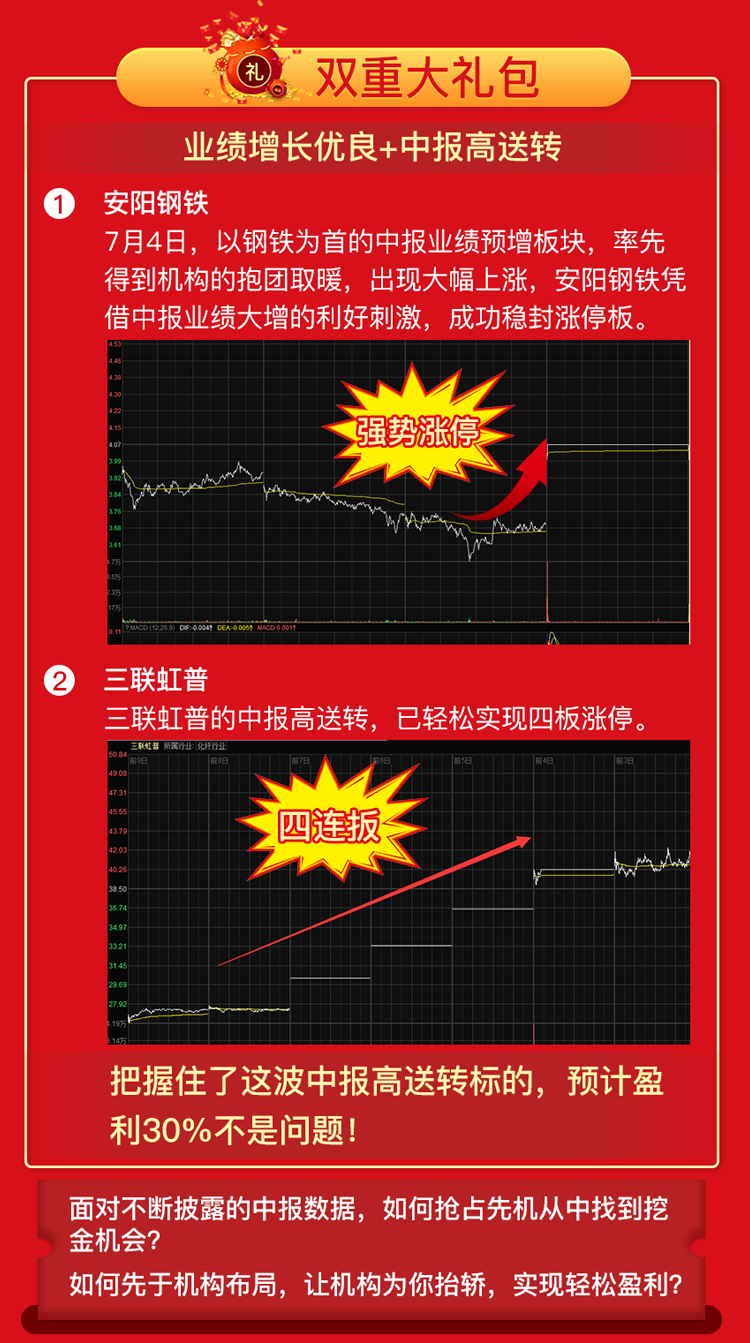 礼
双重大礼包
业绩增长优良+中报高送转
1
安阳钢铁
7月4日，以钢铁为首的中报业绩预增板块，率先
得到机构的抱团取暖，出现大幅上涨，安阳钢铁凭
借中报业绩大增的利好刺激，成功稳封涨停板。
4.53
4.46
4.38
4.30
4.22
4.15
4.07
3.99
3.92
3.84
3.76
3.68
3.61
强势涨停
MACD (12,26,9) DIF:-0.004↑ DEA:-0.005↑ MACD:0.001↑
0.11
2
三联虹普
三联虹普的中报高送转，已轻松实现四板涨停。
三联虹普 所属行业: 化纤行业
50.84 前9日 前8日 前7日 前6日 前5日 前4日 前3日
49.08
47.31
45.55
43.79
42.03
40.26
38.50
36.74
34.97
33.21
31.45
29.69
27.92
四连扳
把握住了这波中报高送转标的，预计盈
利30%不是问题！
面对不断披露的中报数据，如何抢占先机从中找到挖
金机会？
如何先于机构布局，让机构为你抬轿，实现轻松盈利？